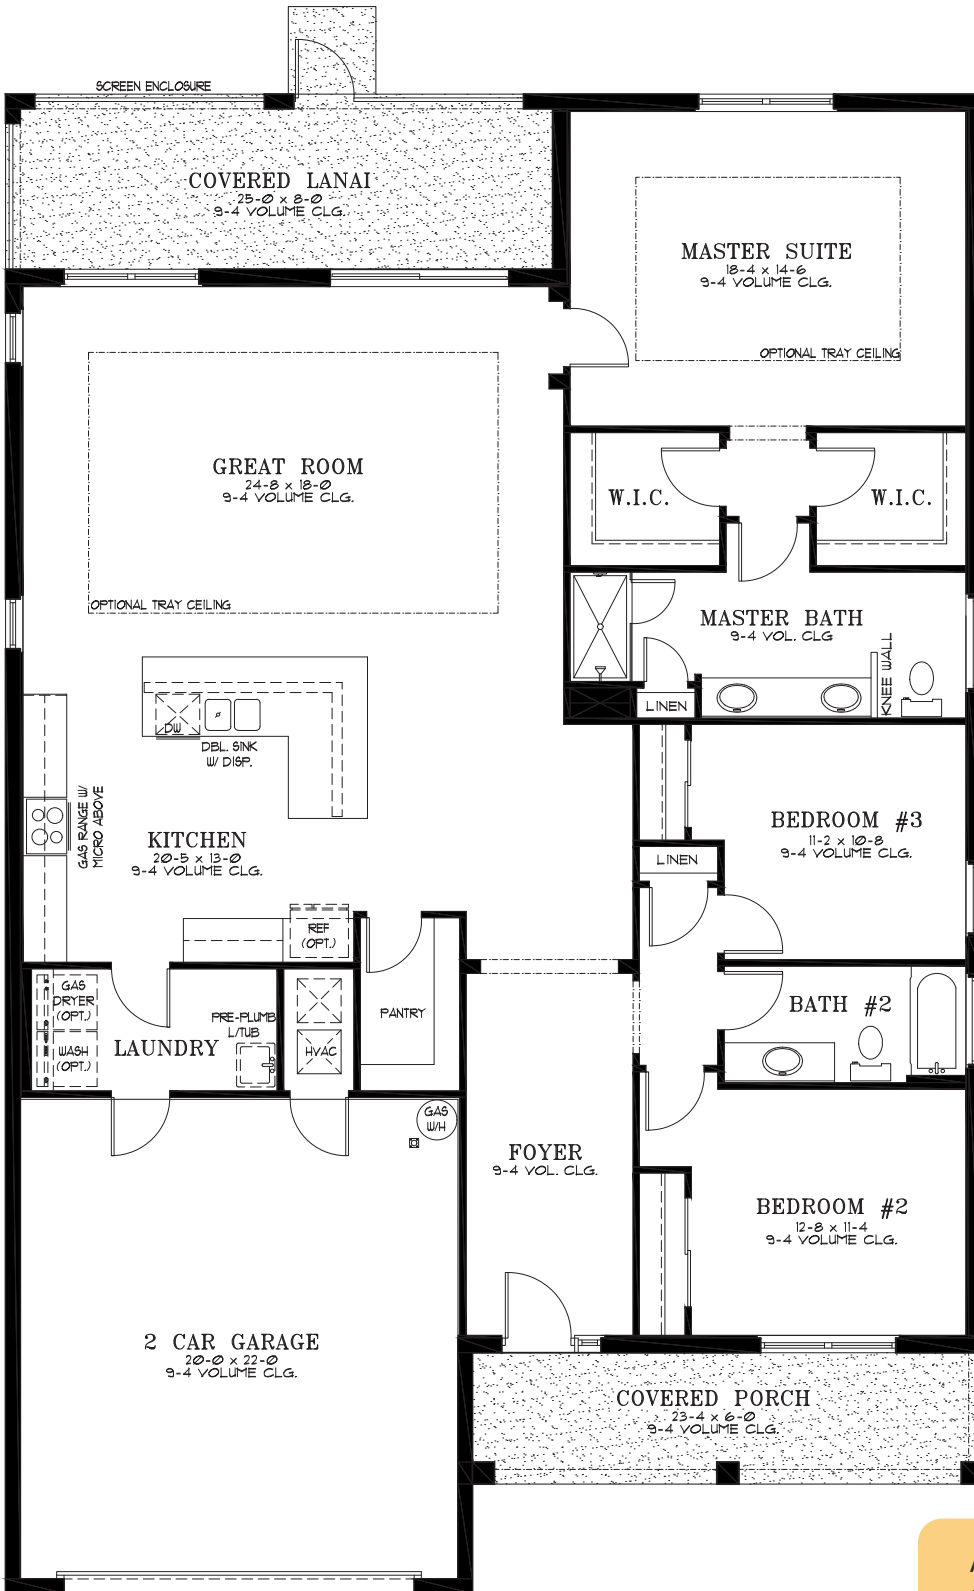 SCREEN ENCLOSURE
COVERED LANAI
25-0 x 8-0
9-4 VOLUME CLG.
MASTER SUITE
18-4 x 14-6
9-4 VOLUME CLG.
OPTIONAL TRAY CEILING
GREAT ROOM
24-8 x 18-0
9-4 VOLUME CLG.
OPTIONAL TRAY CEILING
W.I.C.
W.I.C.
MASTER BATH
9-4 VOL. CLG
KNEE WALL
LINEN
DW
DBL. SINK
W/ DISP.
GAS RANGE W/
MICRO ABOVE
KITCHEN
20-5 x 13-0
9-4 VOLUME CLG.
BEDROOM #3
11-2 x 10-8
9-4 VOLUME CLG.
LINEN
REF
(OPT.)
PANTRY
GAS
DRYER
(OPT.)
WASH
(OPT.)
LAUNDRY
PRE-PLUMB
L/TUB
HVAC
BATH #2
GAS
W/H
FOYER
9-4 VOL. CLG.
BEDROOM #2
12-8 x 11-4
9-4 VOLUME CLG.
2 CAR GARAGE
20-0 x 22-0
9-4 VOLUME CLG.
COVERED PORCH
23-4 x 6-0
9-4 VOLUME CLG.